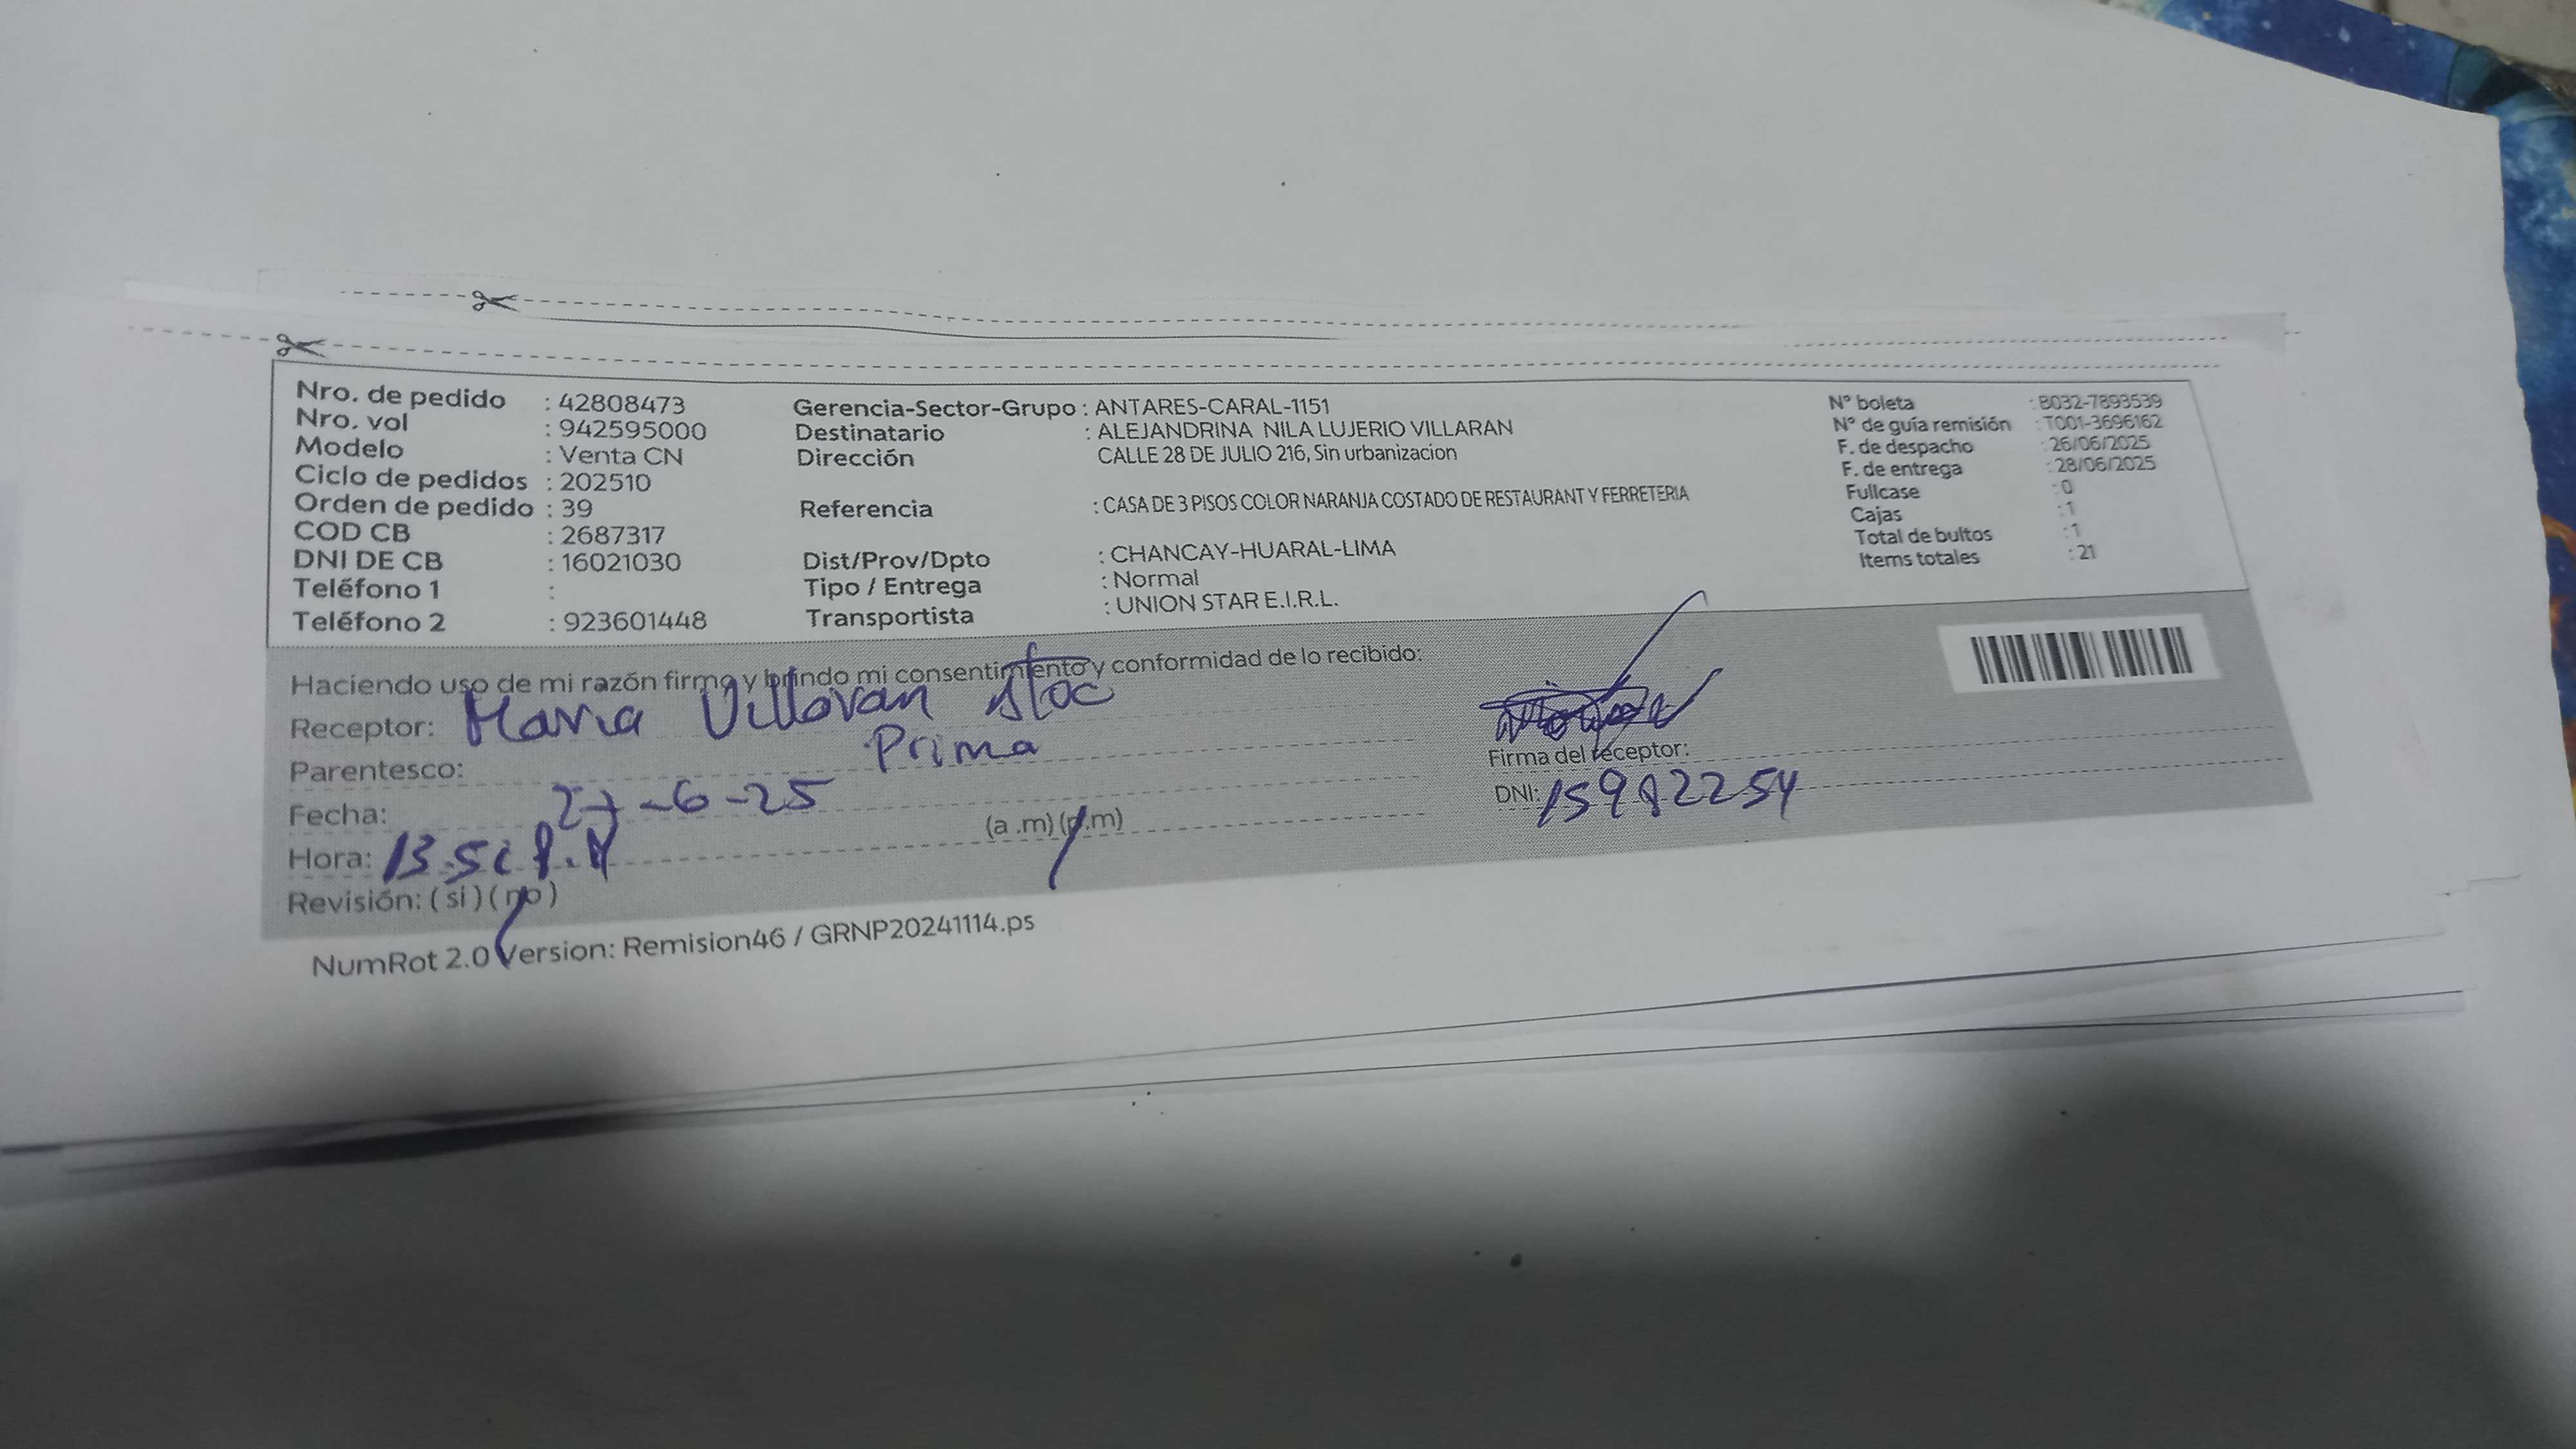 Nro. de pedido : 42808473
Nro. vol : 942595000
Modelo : Venta CN
Ciclo de pedidos : 202510
Orden de pedido : 39
COD CB : 2687317
DNI DE CB : 16021030
Teléfono 1 :
Teléfono 2 : 923601448
Gerencia-Sector-Grupo : ANTARES-CARAL-1151
Destinatario : ALEJANDRINA NILA LUJERIO VILLARAN
Dirección CALLE 28 DE JULIO 216, Sin urbanizacion
Referencia : CASA DE 3 PISOS COLOR NARANJA COSTADO DE RESTAURANT Y FERRETERIA
Dist/Prov/Dpto : CHANCAY-HUARAL-LIMA
Tipo / Entrega : Normal
Transportista : UNION STAR E.I.R.L.
N° boleta : B032-7893539
N° de guía remisión : T001-3696162
F. de despacho : 26/06/2025
F. de entrega : 28/06/2025
Fullcase : 0
Cajas : 1
Total de bultos : 1
Items totales : 21
Haciendo uso de mi razón firmo y brindo mi consentimiento y conformidad de lo recibido:
Receptor: Maria Villaran
Parentesco: Prima
Fecha: 27-6-25
Hora: P.M (a .m) (p.m)
Revisión: ( si ) ( no )
Firma del receptor:
DNI:
NumRot 2.0 Version: Remision46 / GRNP20241114.ps